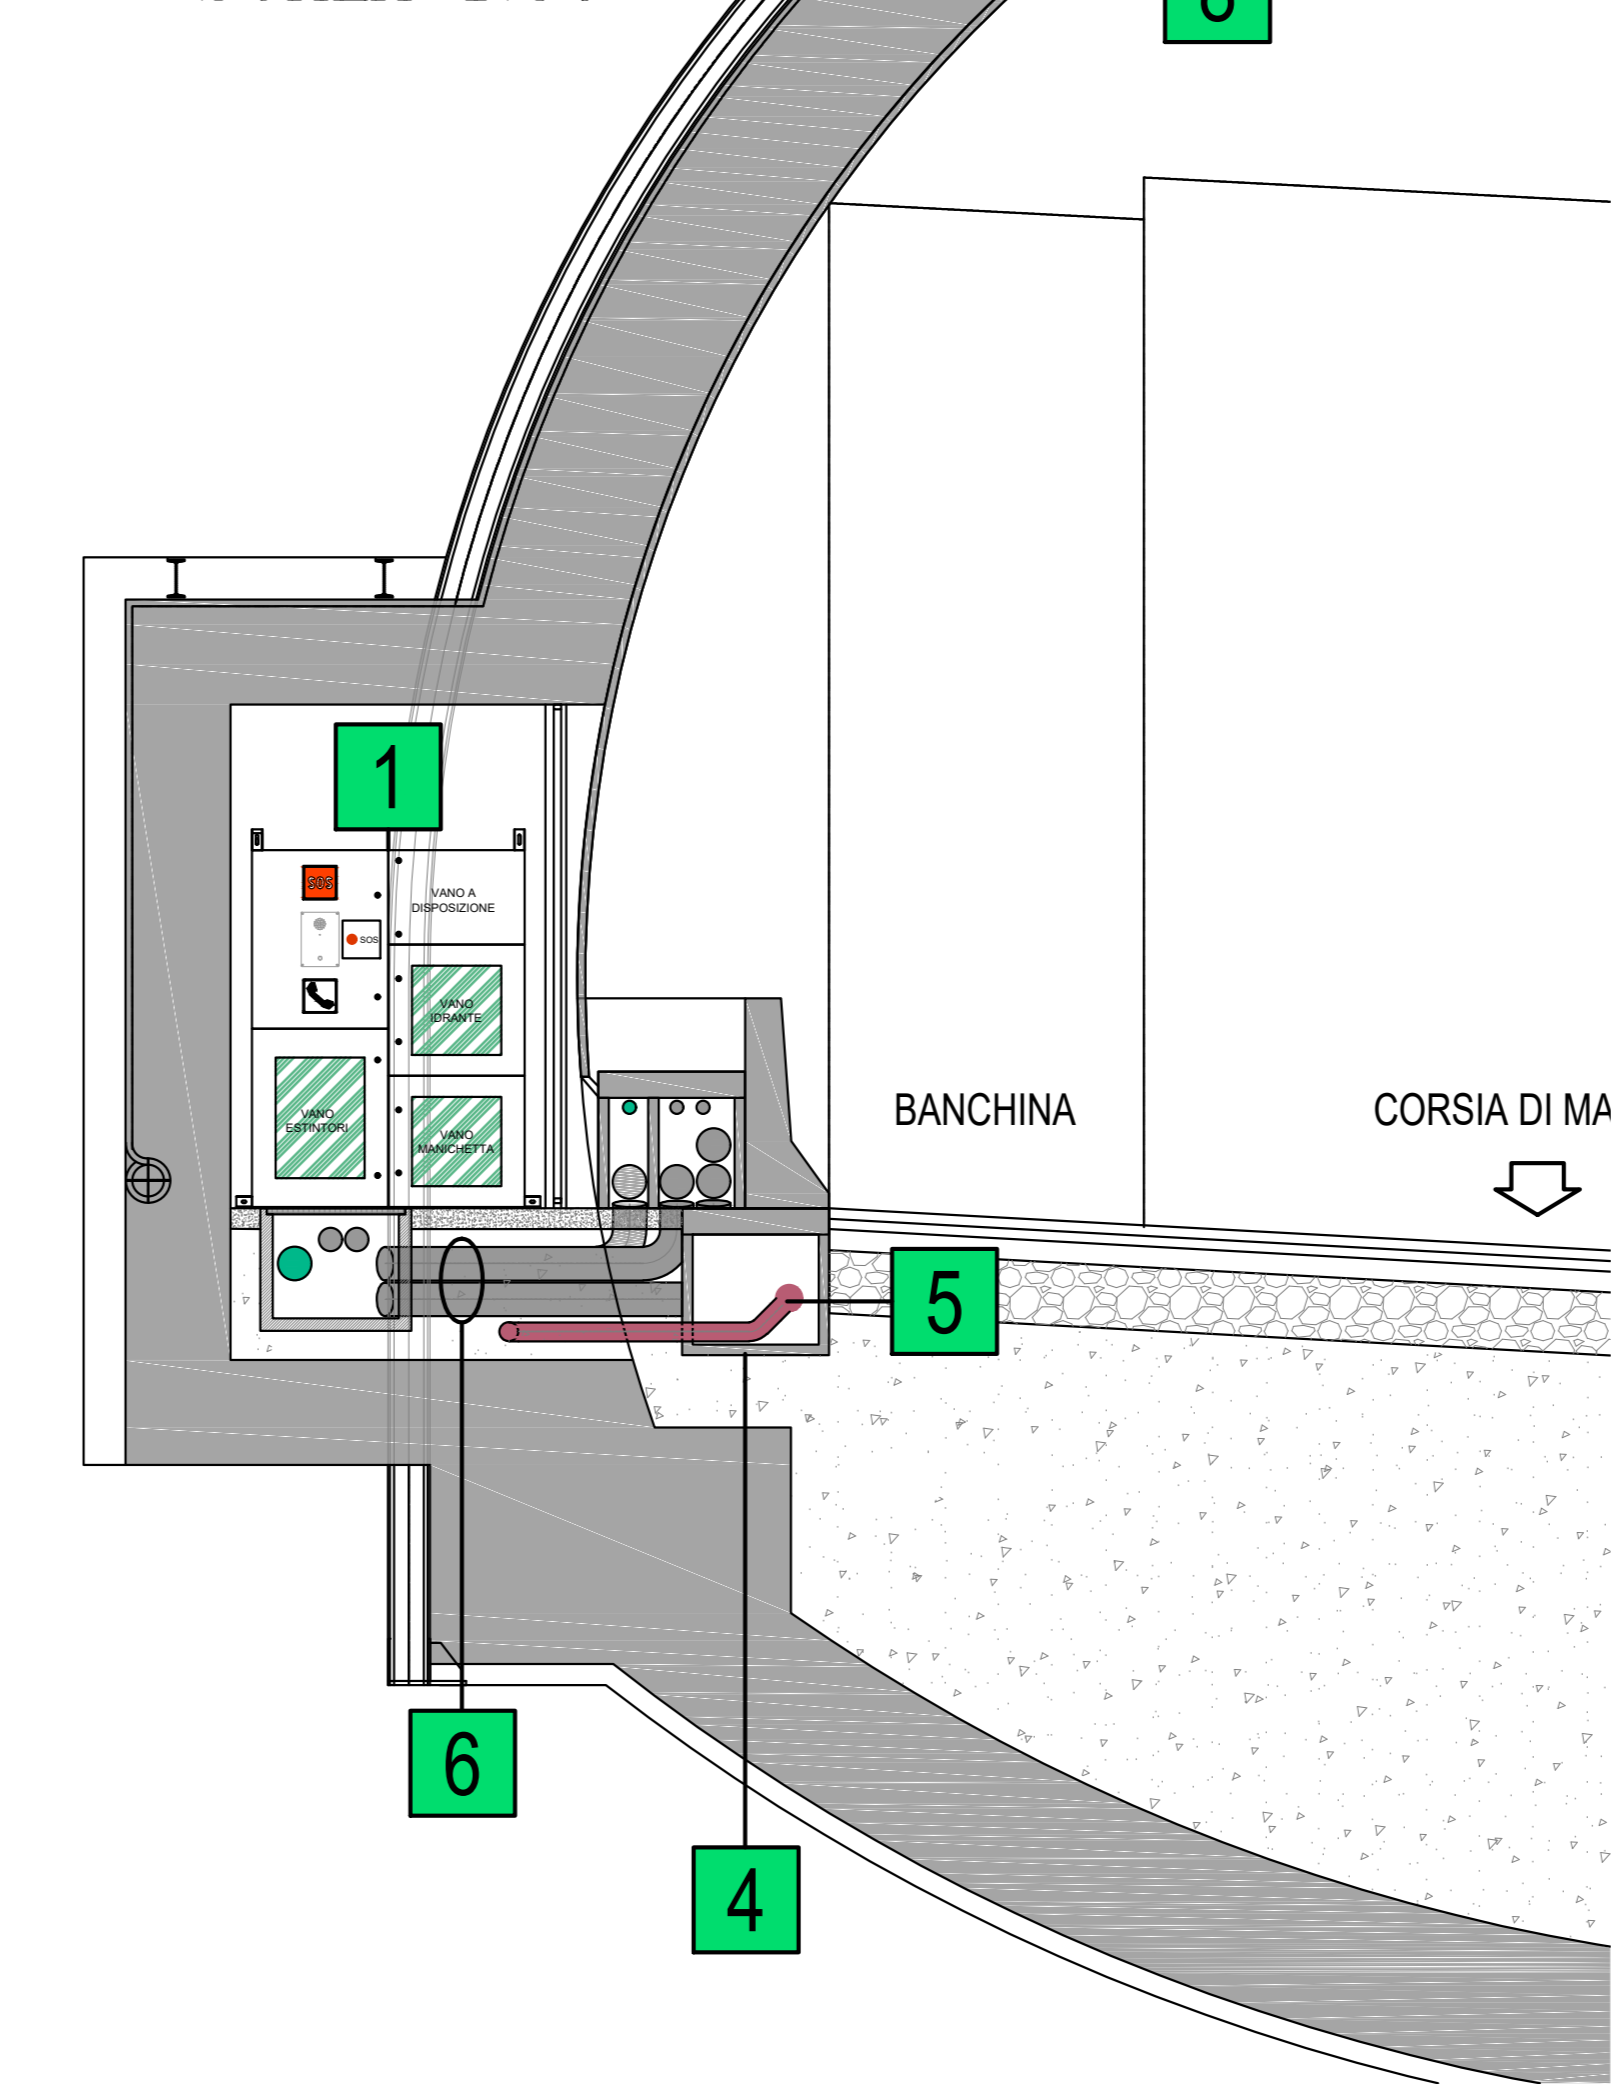 1
SOS
VANO A
DISPOSIZIONE
SOS
VANO
IDRANTE
VANO
ESTINTORI
VANO
MANICHETTA
BANCHINA
CORSIA DI MA
5
6
4